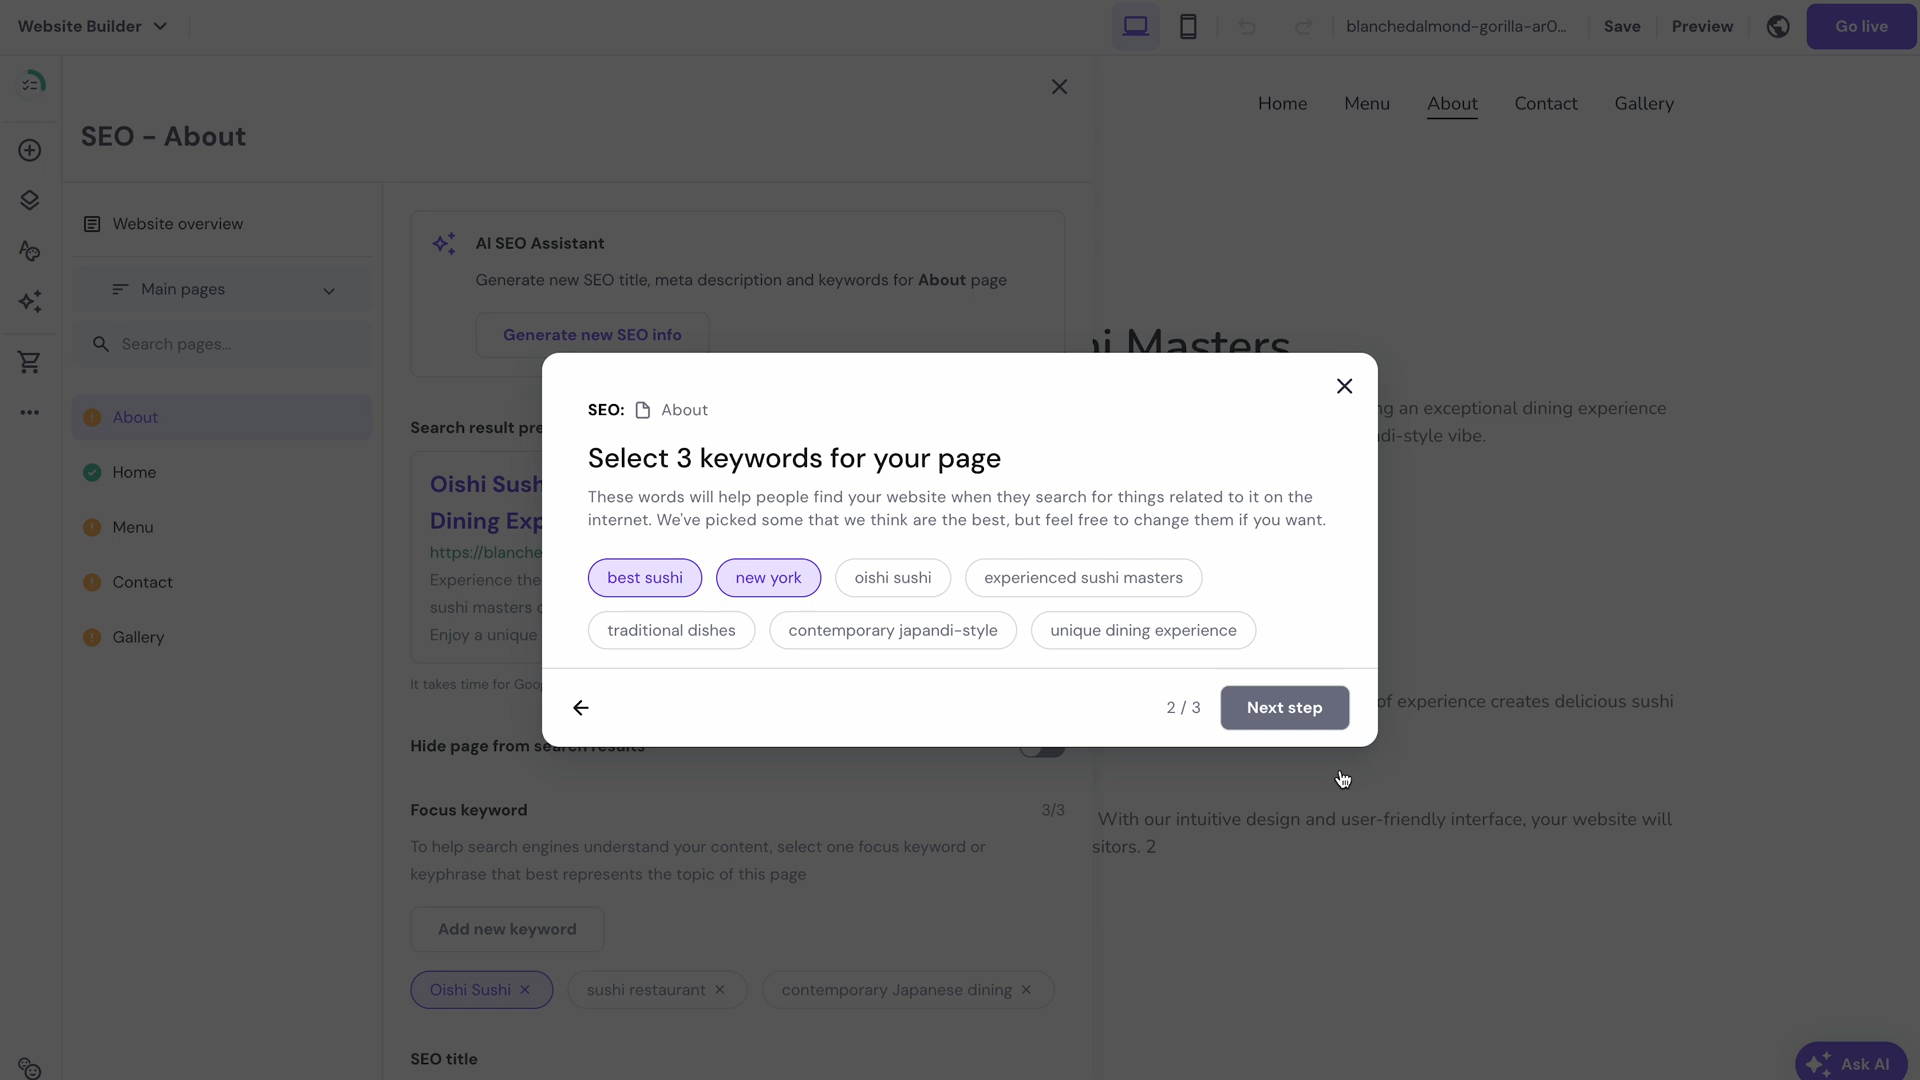 Website Builder
blanchedalmond-gorilla-ar0...
Save
Preview
Go live
SEO – About
Home
Menu
About
Contact
Gallery
Website overview
Main pages
Search pages...
About
Home
Menu
Contact
Gallery
AI SEO Assistant
Generate new SEO title, meta description and keywords for About page
Generate new SEO info
Search result pre
Oishi Sush
Dining Exp
https://blanche
Experience the
sushi masters
Enjoy a unique
It takes time for Goo
Hide page from search results
Focus keyword
3/3
To help search engines understand your content, select one focus keyword or
keyphrase that best represents the topic of this page
Add new keyword
Oishi Sushi
sushi restaurant
contemporary Japanese dining
SEO title
SEO:
About
Select 3 keywords for your page
These words will help people find your website when they search for things related to it on the
internet. We've picked some that we think are the best, but feel free to change them if you want.
best sushi
new york
oishi sushi
experienced sushi masters
traditional dishes
contemporary japandi-style
unique dining experience
2 / 3
Next step
hi Masters
ng an exceptional dining experience
di-style vibe.
of experience creates delicious sushi
With our intuitive design and user-friendly interface, your website will
sitors. 2
Ask AI